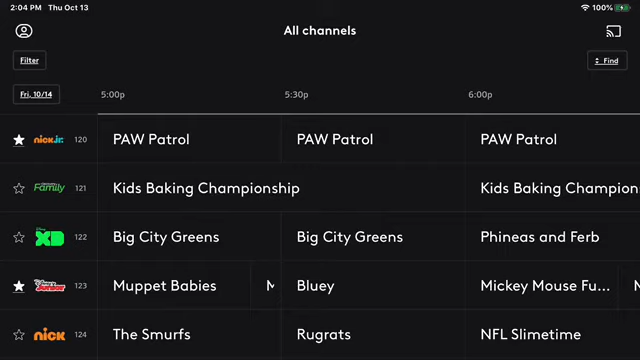 2:04 PM Thu Oct 13 100%
All channels
Filter
Find
Fri, 10/14 5:00p 5:30p 6:00p
nick jr. 120 PAW Patrol PAW Patrol PAW Patrol
Family 121 Kids Baking Championship Kids Baking Champion
XD 122 Big City Greens Big City Greens Phineas and Ferb
Disney Junior 123 Muppet Babies M Bluey Mickey Mouse Fu... M
nick 124 The Smurfs Rugrats NFL Slimetime